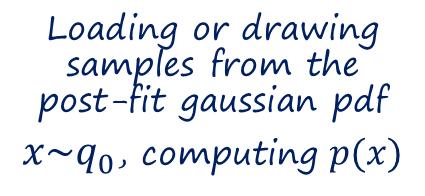 Loading or drawing
samples from the
post-fit gaussian pdf
x~q₀, computing p(x)